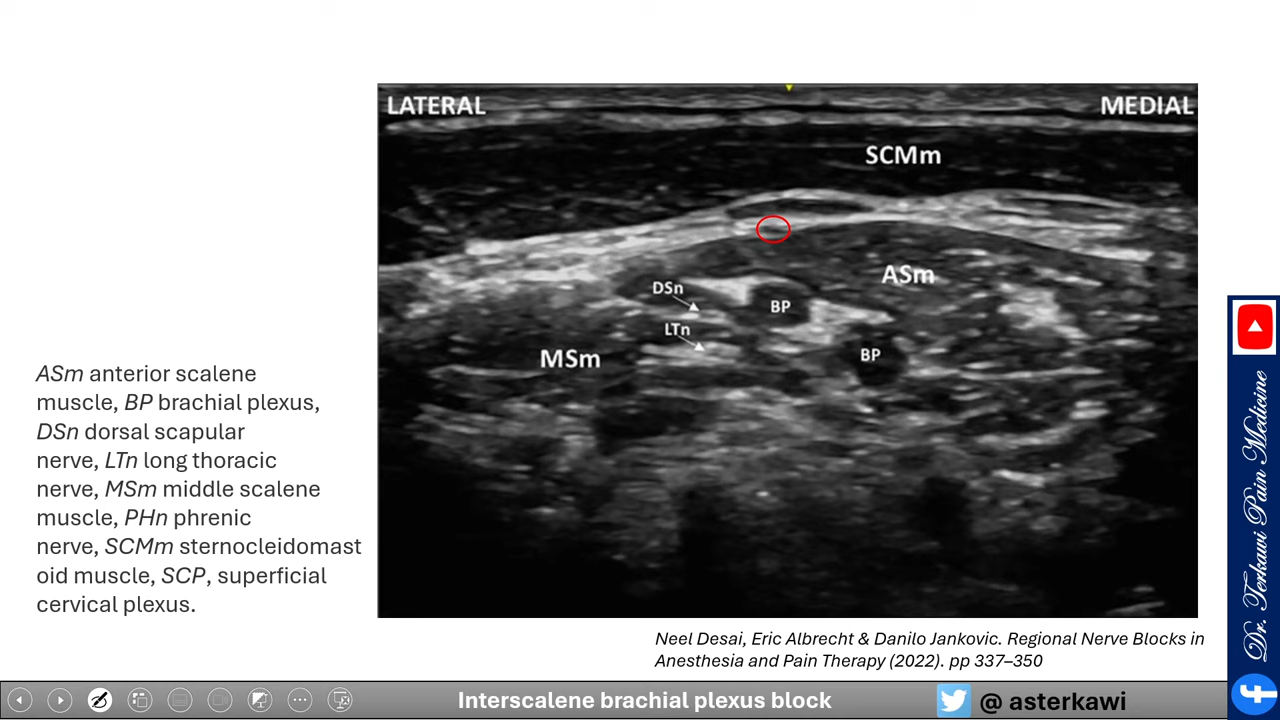 LATERAL
MEDIAL
SCMm
ASm
DSn
BP
LTn
BP
MSm
ASm anterior scalene
muscle, BP brachial plexus,
DSn dorsal scapular
nerve, LTn long thoracic
nerve, MSm middle scalene
muscle, PHn phrenic
nerve, SCMm sternocleidomast
oid muscle, SCP, superficial
cervical plexus.
Neel Desai, Eric Albrecht & Danilo Jankovic. Regional Nerve Blocks in
Anesthesia and Pain Therapy (2022). pp 337–350
Interscalene brachial plexus block
@ asterkawi
Dr. Terkawi Pain Medicine